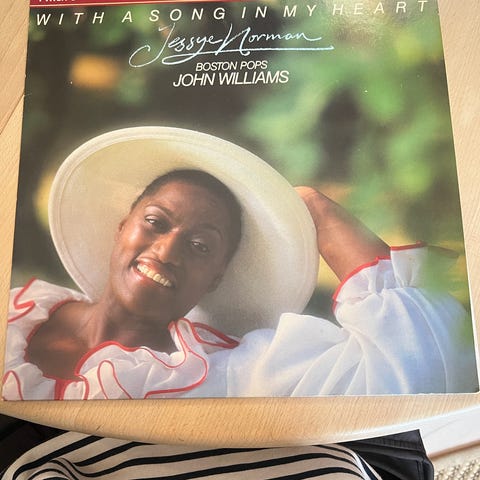 WITH A SONG IN MY HEART
Jessye Norman
BOSTON POPS
JOHN WILLIAMS